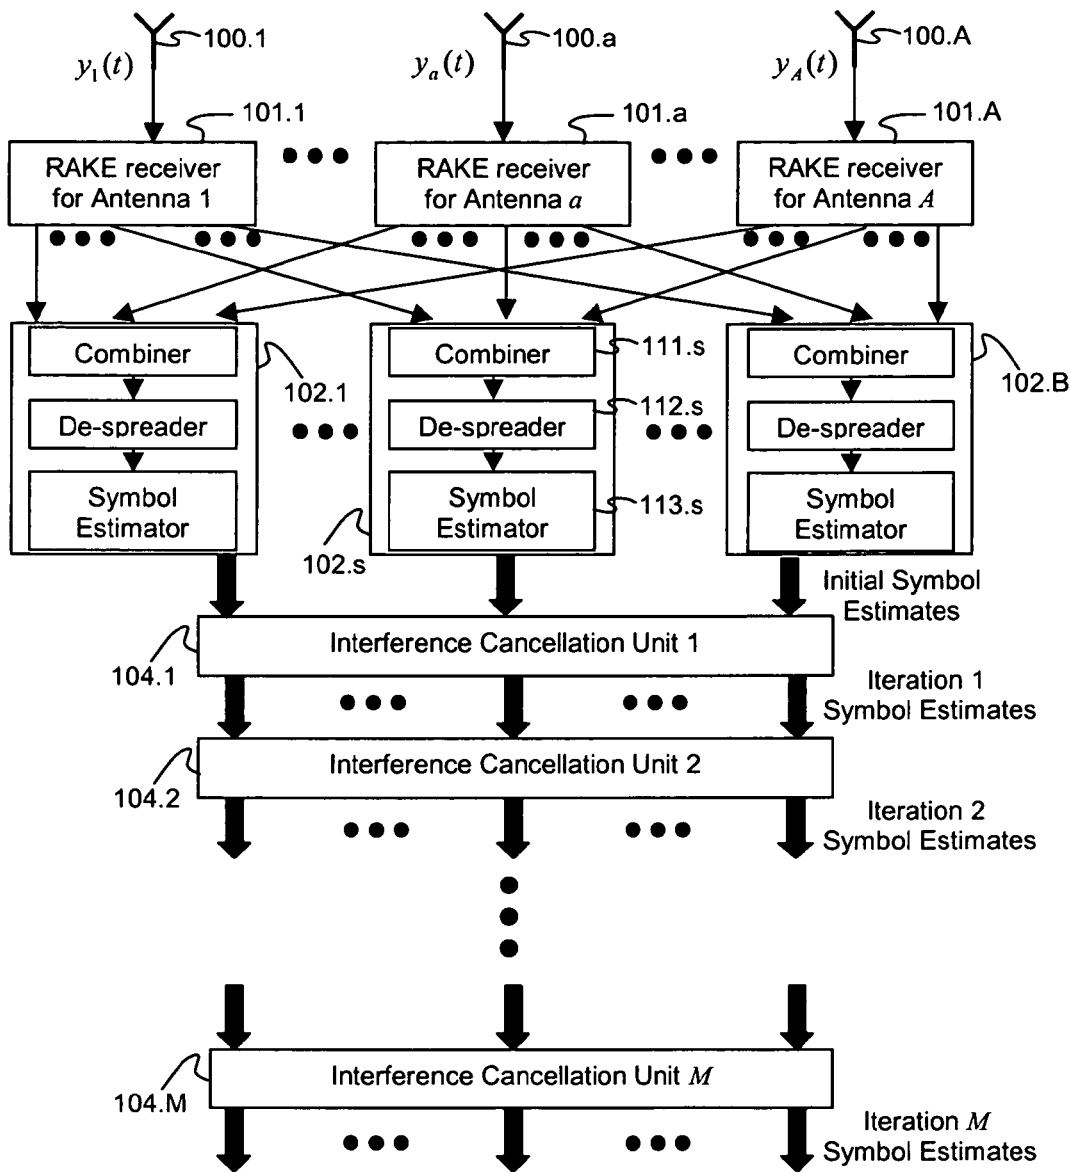 100.1
100.a
100.A
y₁(t)
yₐ(t)
y_A(t)
101.1
101.a
101.A
RAKE receiver
for Antenna 1
RAKE receiver
for Antenna a
RAKE receiver
for Antenna A
Combiner
De-spreader
Symbol
Estimator
102.1
Combiner
De-spreader
Symbol
Estimator
111.s
112.s
113.s
102.s
Combiner
De-spreader
Symbol
Estimator
102.B
Initial Symbol
Estimates
Interference Cancellation Unit 1
104.1
Iteration 1
Symbol Estimates
Interference Cancellation Unit 2
104.2
Iteration 2
Symbol Estimates
Interference Cancellation Unit M
104.M
Iteration M
Symbol Estimates